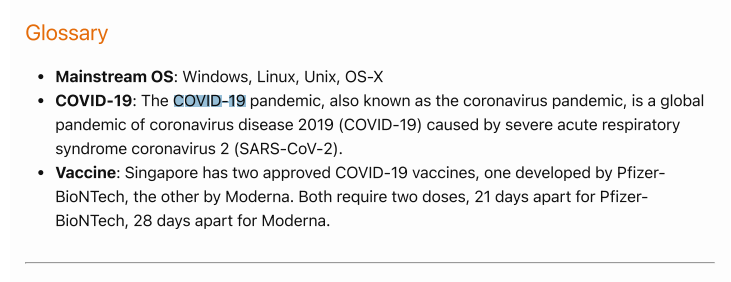 Glossary
• Mainstream OS: Windows, Linux, Unix, OS-X
• COVID-19: The COVID-19 pandemic, also known as the coronavirus pandemic, is a global
pandemic of coronavirus disease 2019 (COVID-19) caused by severe acute respiratory
syndrome coronavirus 2 (SARS-CoV-2).
• Vaccine: Singapore has two approved COVID-19 vaccines, one developed by Pfizer-
BioNTech, the other by Moderna. Both require two doses, 21 days apart for Pfizer-
BioNTech, 28 days apart for Moderna.